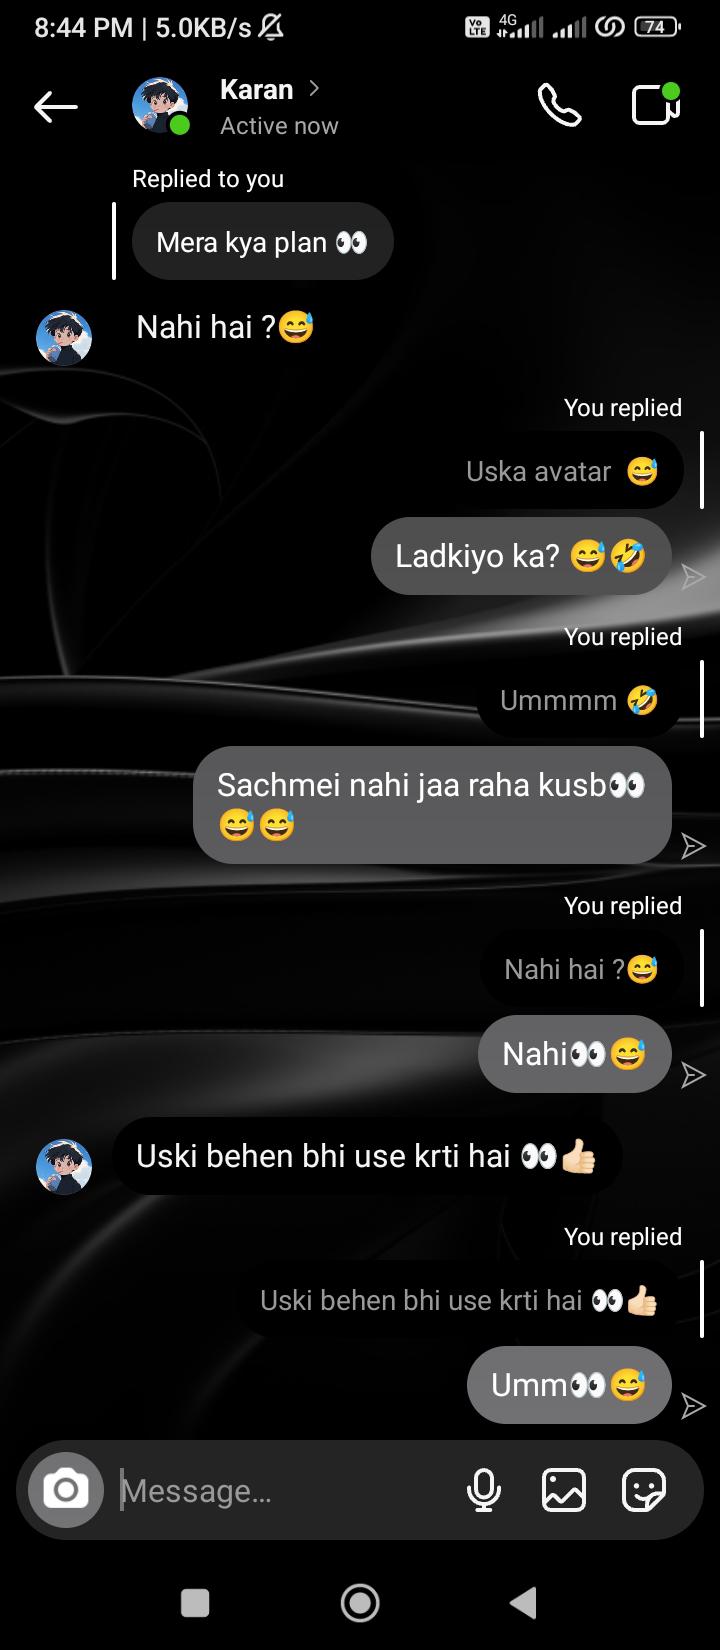 8:44 PM | 5.0KB/s
Vo LTE 4G 74
Karan
Active now
Replied to you
Mera kya plan 👀
Nahi hai ?😅
You replied
Uska avatar 😅
Ladkiyo ka? 😅🤣
You replied
Ummmm 🤣
Sachmei nahi jaa raha kusb👀
😅😅
You replied
Nahi hai ?😅
Nahi👀😅
Uski behen bhi use krti hai 👀👍🏻
You replied
Uski behen bhi use krti hai 👀👍🏻
Umm👀😅
Message...